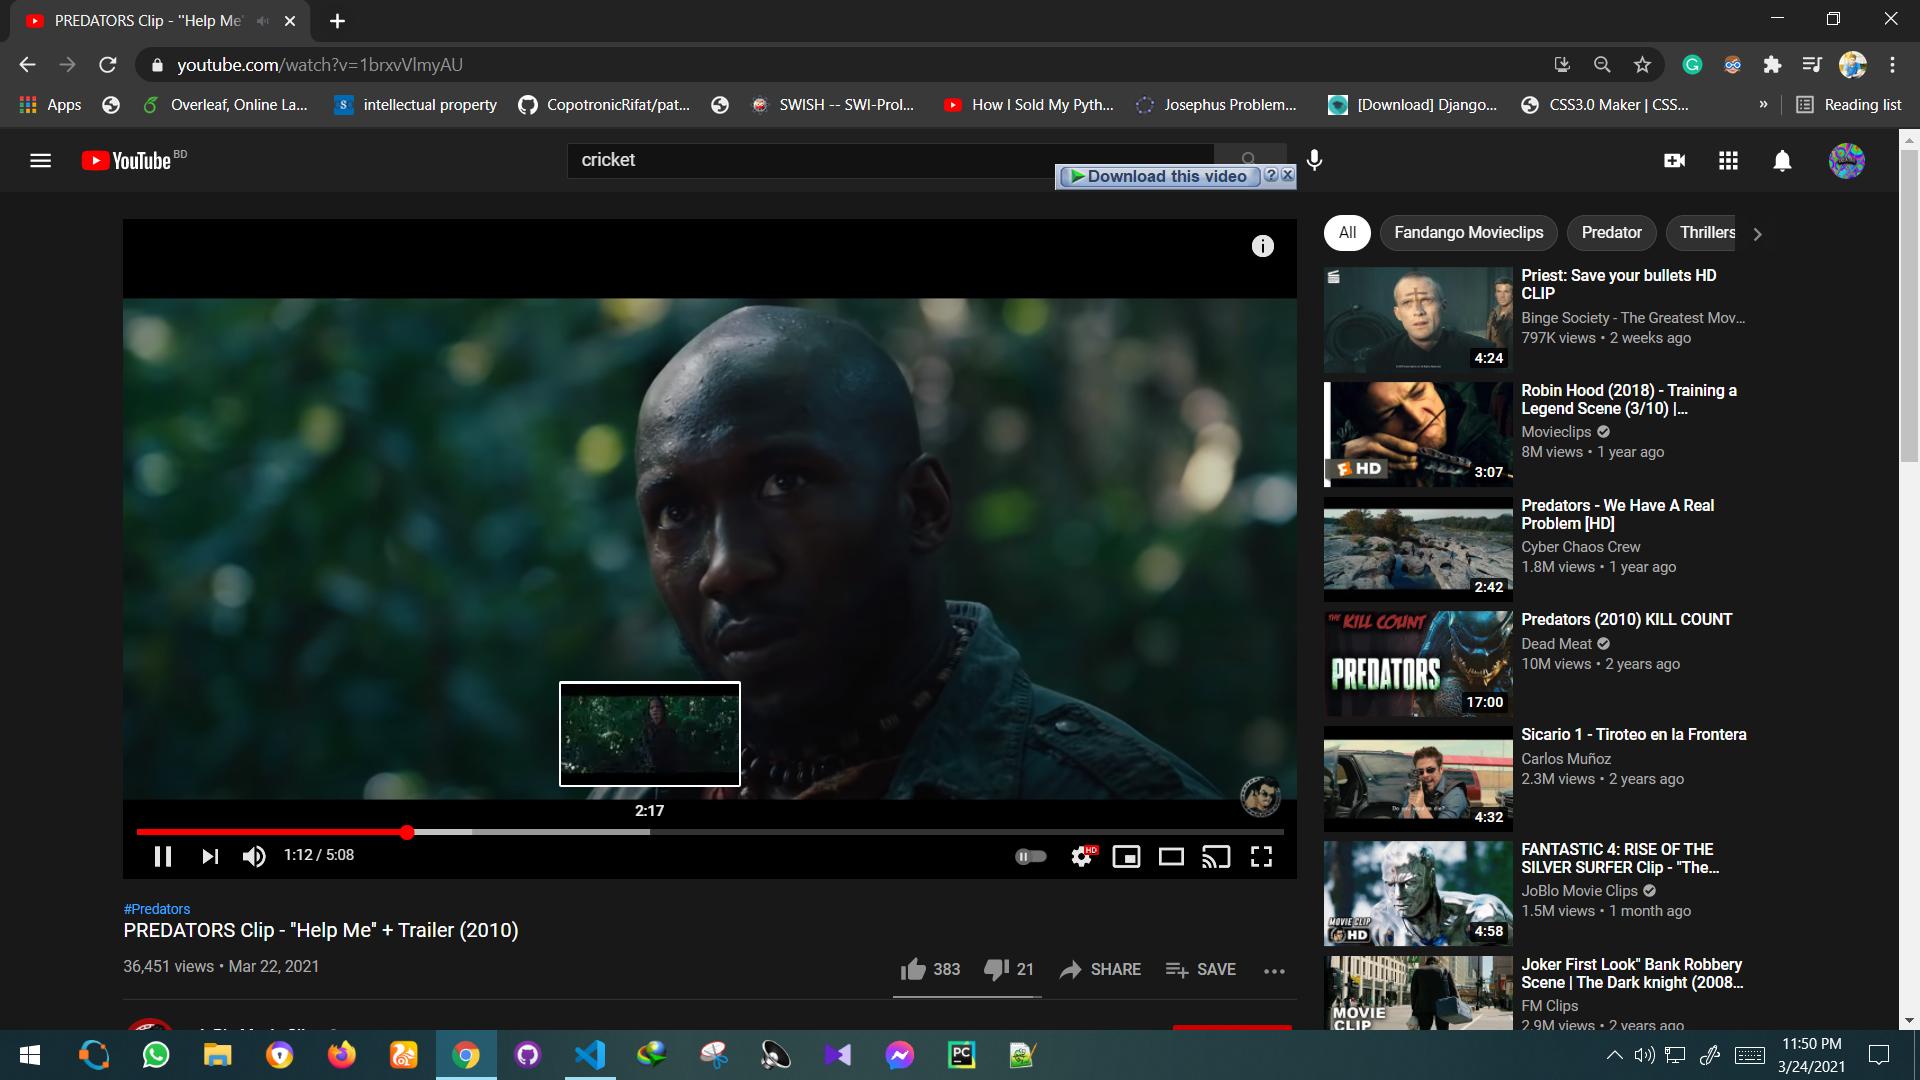 PREDATORS Clip - "Help Me"
youtube.com/watch?v=1brxvVlmyAU
Apps
Overleaf, Online La...
intellectual property
CopotronicRifat/pat...
SWISH -- SWI-Prol...
How I Sold My Pyth...
Josephus Problem...
[Download] Django...
CSS3.0 Maker | CSS...
»
Reading list
YouTube BD
cricket
Download this video
All
Fandango Movieclips
Predator
Thrillers
Priest: Save your bullets HD
CLIP
Binge Society - The Greatest Mov...
797K views • 2 weeks ago
4:24
Robin Hood (2018) - Training a
Legend Scene (3/10) |...
Movieclips
8M views • 1 year ago
HD
3:07
Predators - We Have A Real
Problem [HD]
Cyber Chaos Crew
1.8M views • 1 year ago
2:42
Predators (2010) KILL COUNT
Dead Meat
10M views • 2 years ago
THE KILL COUNT
PREDATORS
17:00
Sicario 1 - Tiroteo en la Frontera
Carlos Muñoz
2.3M views • 2 years ago
4:32
FANTASTIC 4: RISE OF THE
SILVER SURFER Clip - "The...
JoBlo Movie Clips
1.5M views • 1 month ago
MOVIE CLIP
HD
4:58
Joker First Look" Bank Robbery
Scene | The Dark knight (2008...
FM Clips
2.9M views • 2 years ago
MOVIE
CLIP
2:17
1:12 / 5:08
HD
#Predators
PREDATORS Clip - "Help Me" + Trailer (2010)
36,451 views • Mar 22, 2021
383
21
SHARE
SAVE
PC
11:50 PM
3/24/2021